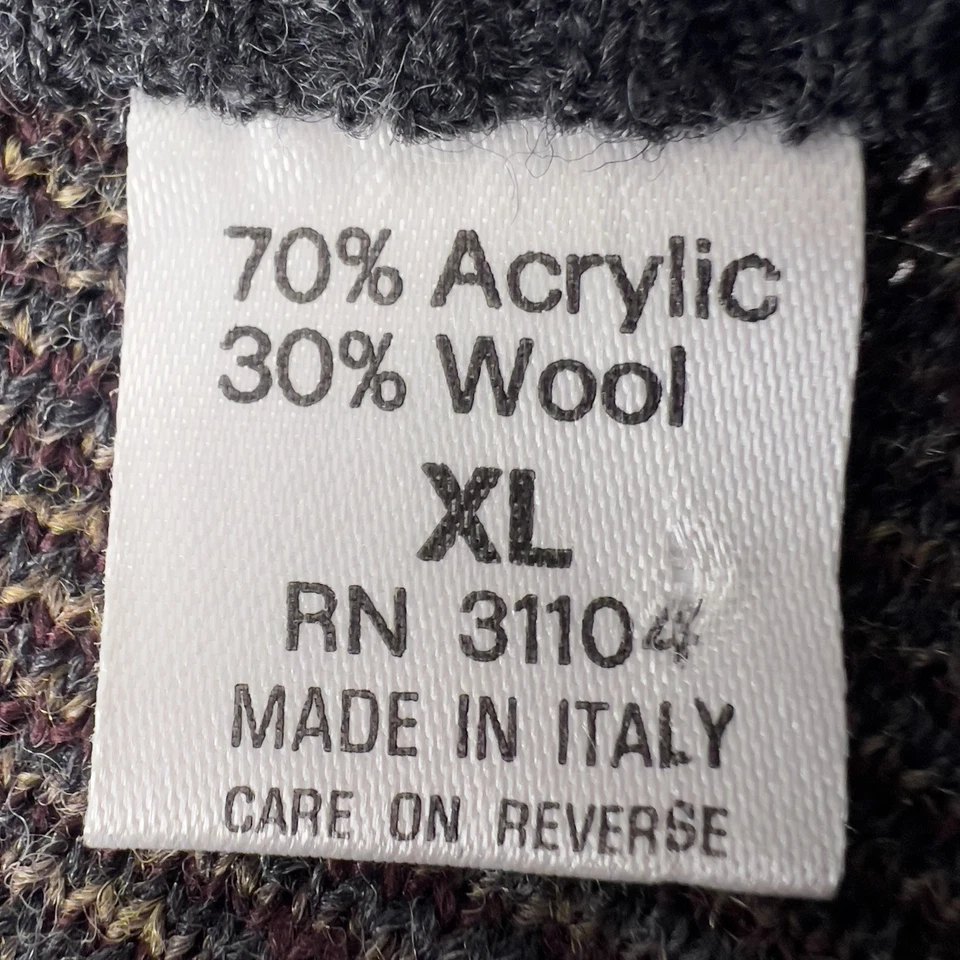 70% Acrylic
30% Wool
XL
RN 31104
MADE IN ITALY
CARE ON REVERSE